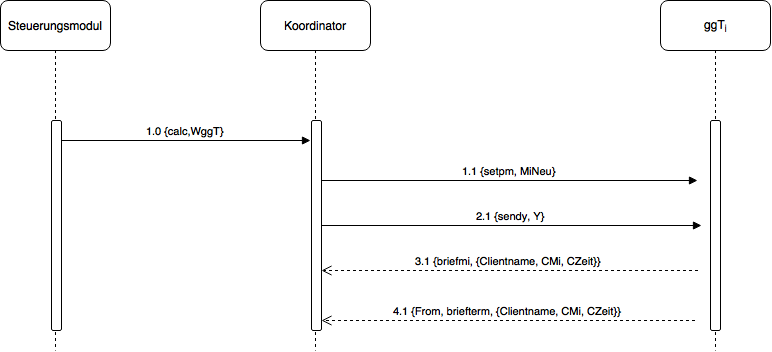 Steuerungsmodul
Koordinator
ggTi
1.0 {calc,WggT}
1.1 {setpm, MiNeu}
2.1 {sendy, Y}
3.1 {briefmi, {Clientname, CMi, CZeit}}
4.1 {From, briefterm, {Clientname, CMi, CZeit}}